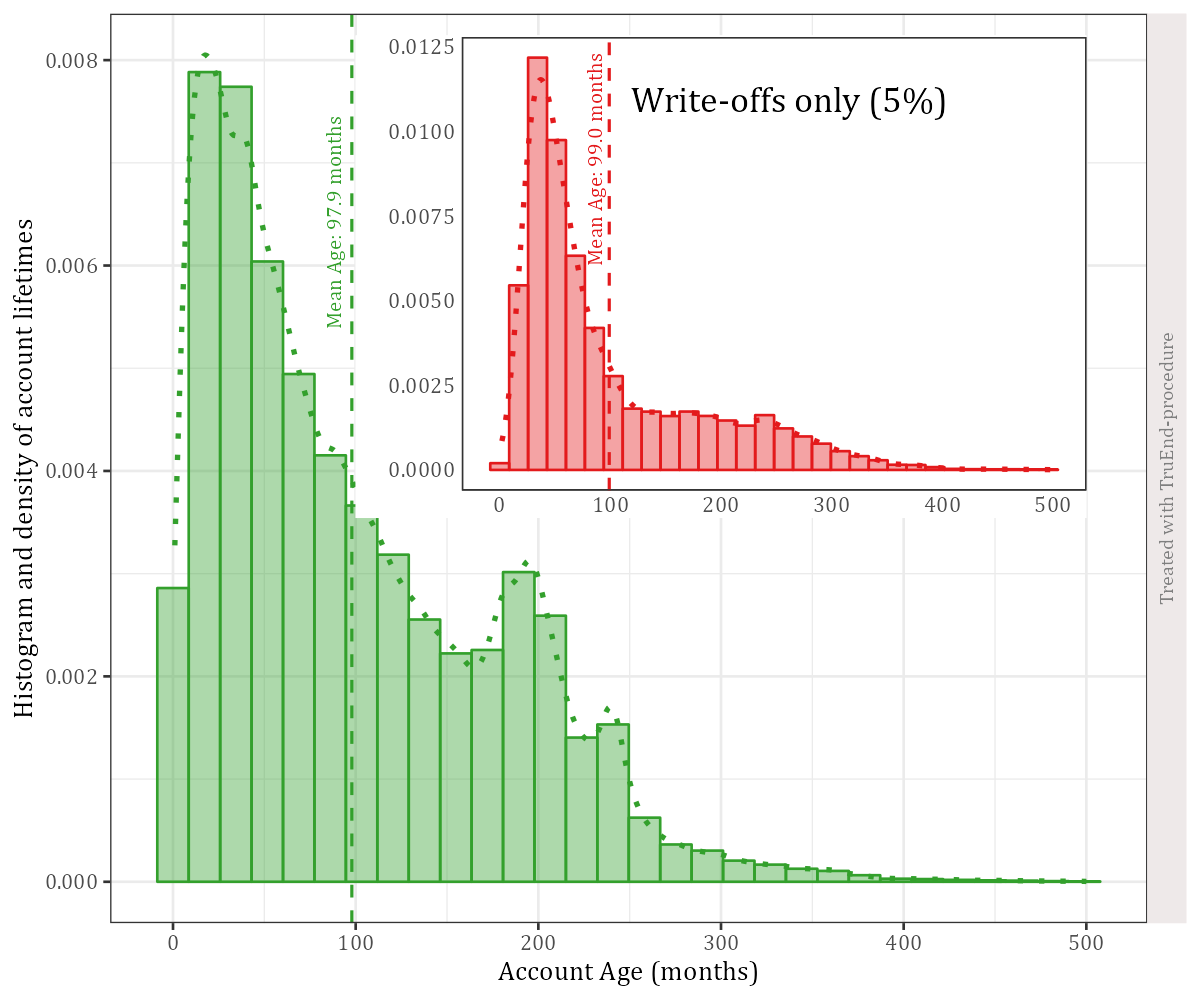 Histogram and density of account lifetimes
0.008
0.006
0.004
0.002
0.000
Mean Age: 97.9 months
0.0125
0.0100
0.0075
0.0050
0.0025
0.0000
Mean Age: 99.0 months
Write-offs only (5%)
0 100 200 300 400 500
Treated with TruEnd-procedure
0 100 200 300 400 500
Account Age (months)